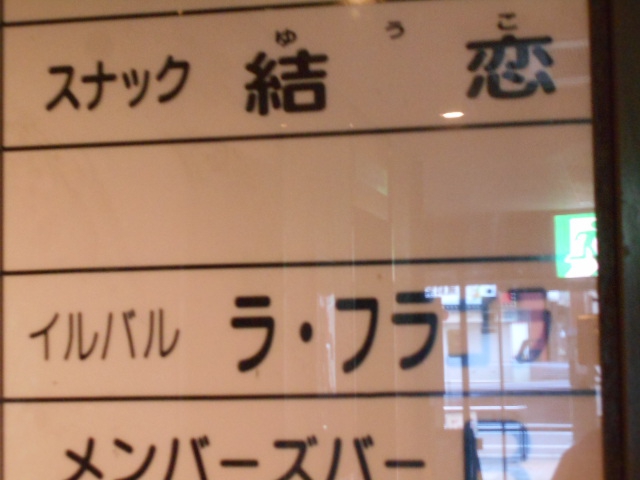 ゆ う こ
スナック 結 恋
イルバル ラ・フラ
メンバーズバー